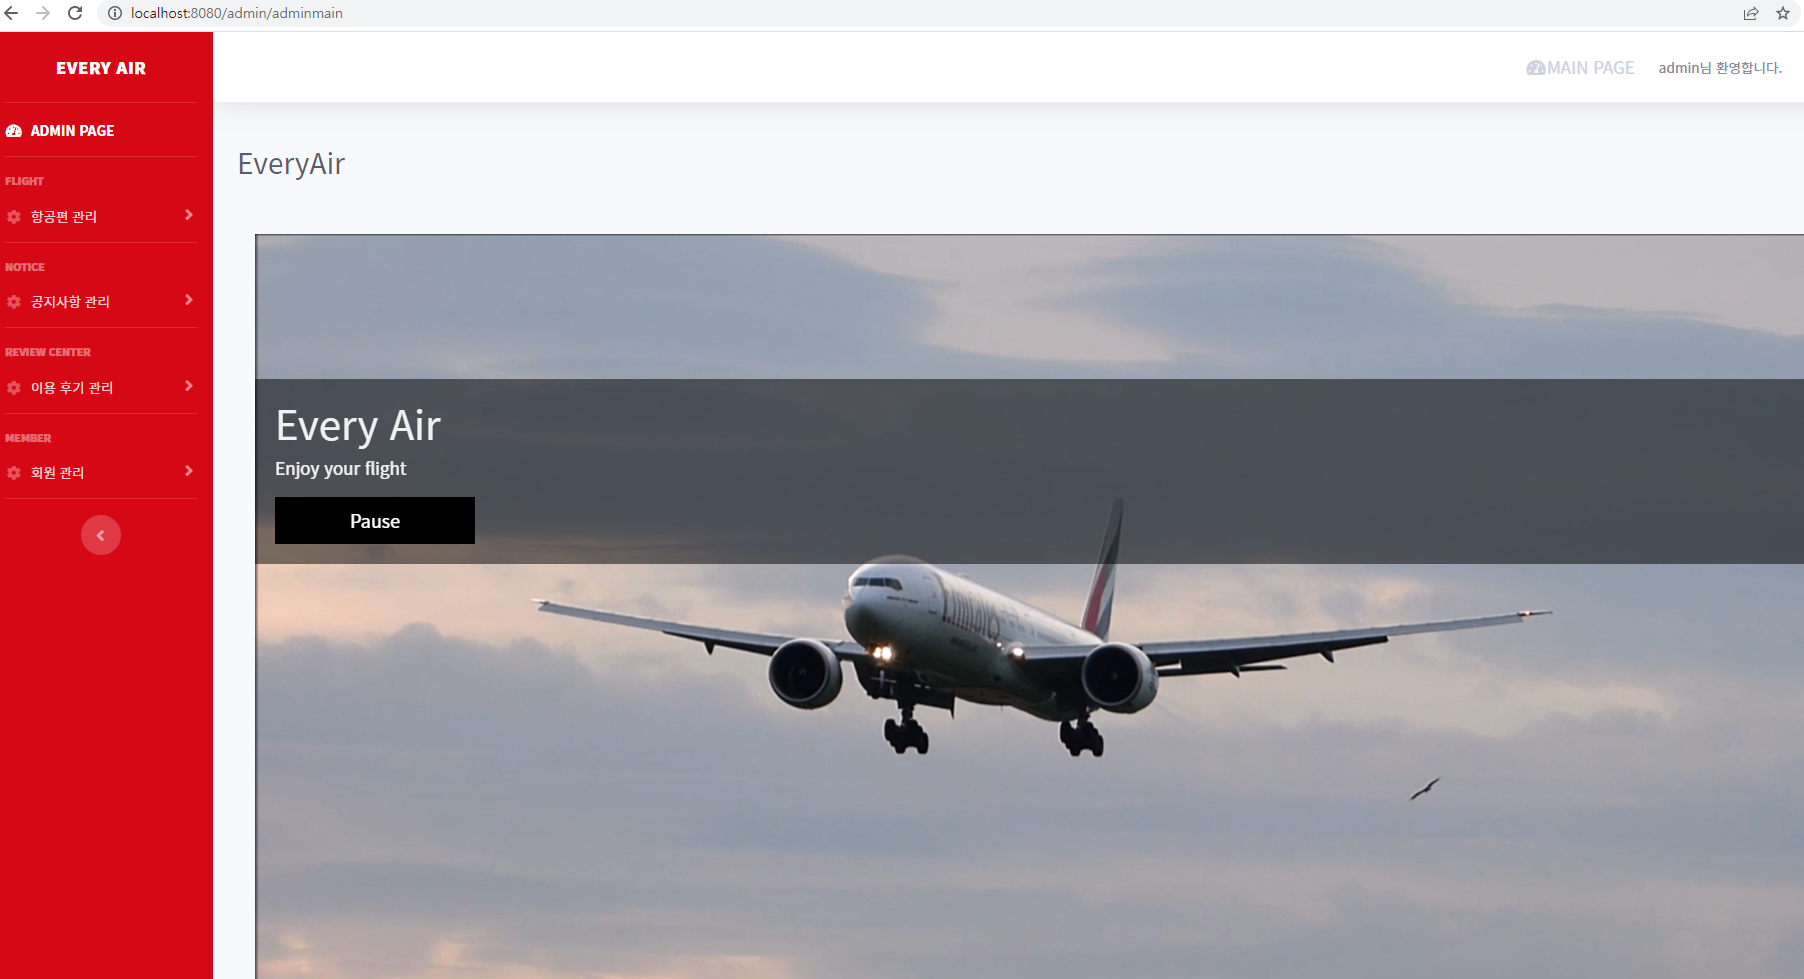 localhost:8080/admin/adminmain
EVERY AIR
MAIN PAGE
admin님 환영합니다.
ADMIN PAGE
FLIGHT
항공편 관리
NOTICE
공지사항 관리
REVIEW CENTER
이용 후기 관리
MEMBER
회원 관리
EveryAir
Every Air
Enjoy your flight
Pause
Emirates